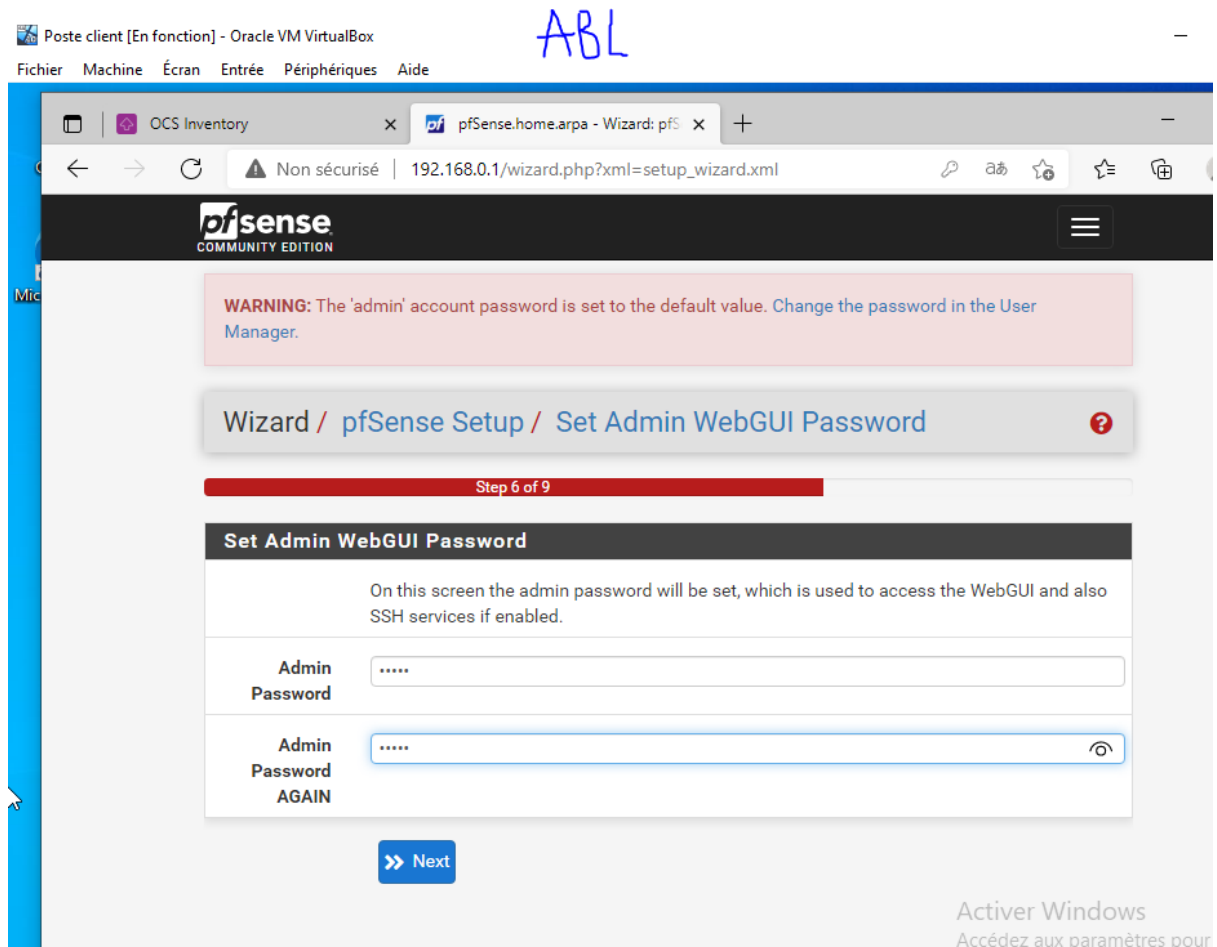 ABL
Poste client [En fonction] - Oracle VM VirtualBox
Fichier Machine Écran Entrée Périphériques Aide
OCS Inventory
pfSense.home.arpa - Wizard: pfS
Non sécurisé | 192.168.0.1/wizard.php?xml=setup_wizard.xml
aあ
pfsense
COMMUNITY EDITION
Mic
WARNING: The 'admin' account password is set to the default value. Change the password in the User
Manager.
Wizard / pfSense Setup / Set Admin WebGUI Password
Step 6 of 9
Set Admin WebGUI Password
On this screen the admin password will be set, which is used to access the WebGUI and also
SSH services if enabled.
Admin
Password
•••••
Admin
Password
AGAIN
•••••
Next
Activer Windows
Accédez aux paramètres pour